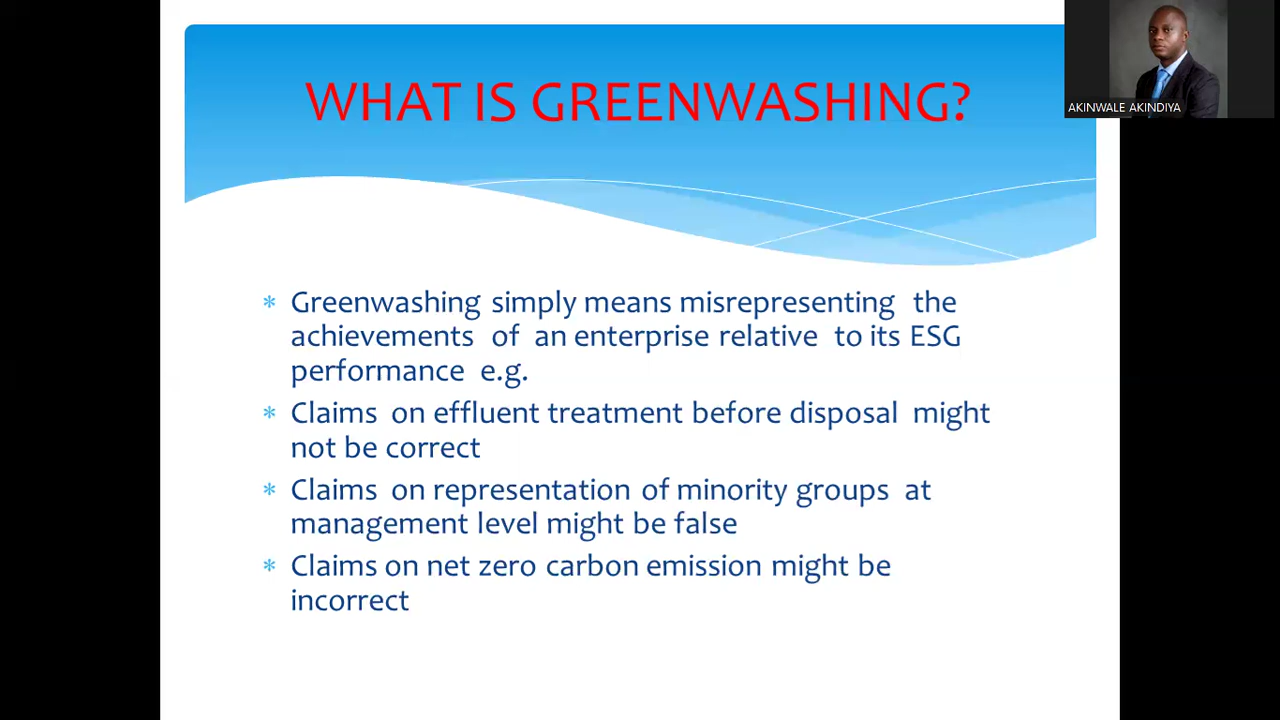 WHAT IS GREENWASHING?
AKINWALE AKINDIYA
* Greenwashing simply means misrepresenting the
achievements of an enterprise relative to its ESG
performance e.g.
* Claims on effluent treatment before disposal might
not be correct
* Claims on representation of minority groups at
management level might be false
* Claims on net zero carbon emission might be
incorrect